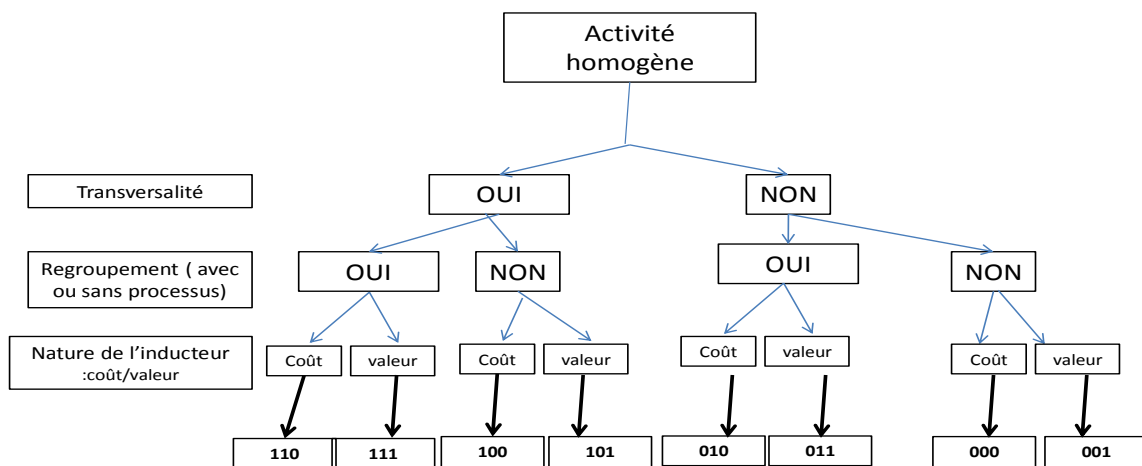 Activité
homogène
Transversalité
OUI
NON
Regroupement ( avec
ou sans processus)
OUI
NON
OUI
NON
Nature de l'inducteur
:coût/valeur
Coût
valeur
Coût
valeur
Coût
valeur
Coût
valeur
110
111
100
101
010
011
000
001